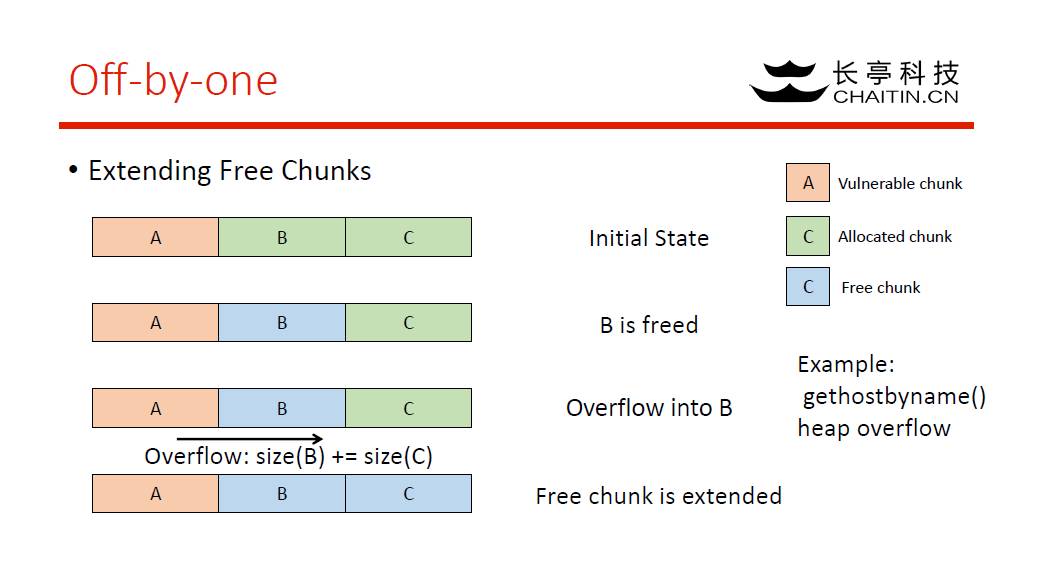 Off-by-one
长亭科技
CHAITIN.CN
• Extending Free Chunks
A Vulnerable chunk
C Allocated chunk
C Free chunk
A B C
Initial State
A B C
B is freed
A B C
Overflow into B
Overflow: size(B) += size(C)
A B C
Free chunk is extended
Example:
gethostbyname()
heap overflow